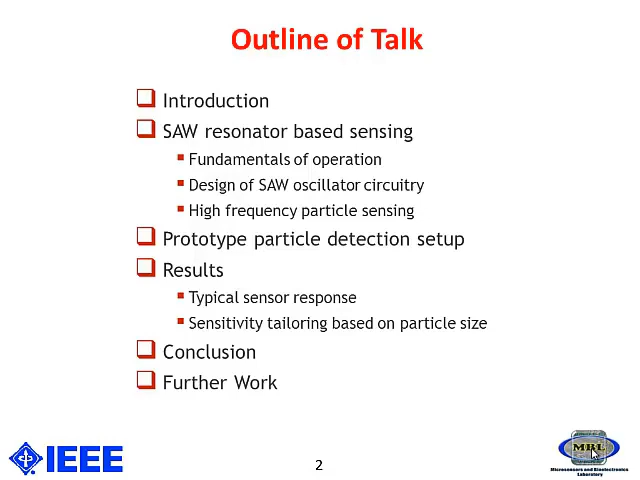 Outline of Talk
Introduction
SAW resonator based sensing
Fundamentals of operation
Design of SAW oscillator circuitry
High frequency particle sensing
Prototype particle detection setup
Results
Typical sensor response
Sensitivity tailoring based on particle size
Conclusion
Further Work
IEEE
2
MBL
Microsensors and Bioelectronics
Laboratory